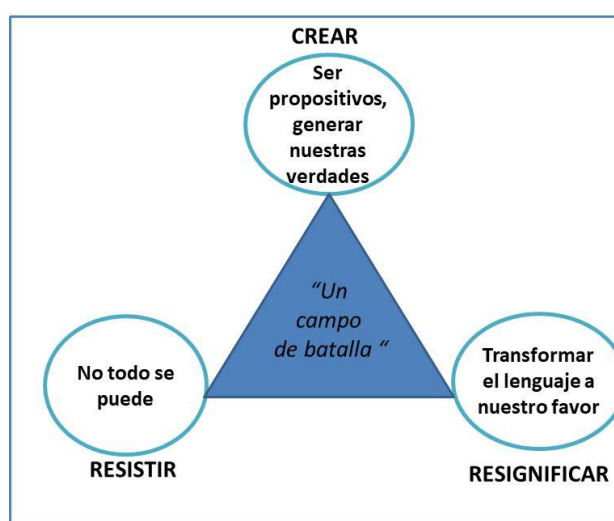 CREAR
Ser
propositivos,
generar
nuestras
verdades
“Un
campo
de batalla “
No todo se
puede
RESISTIR
Transformar
el lenguaje a
nuestro favor
RESIGNIFICAR